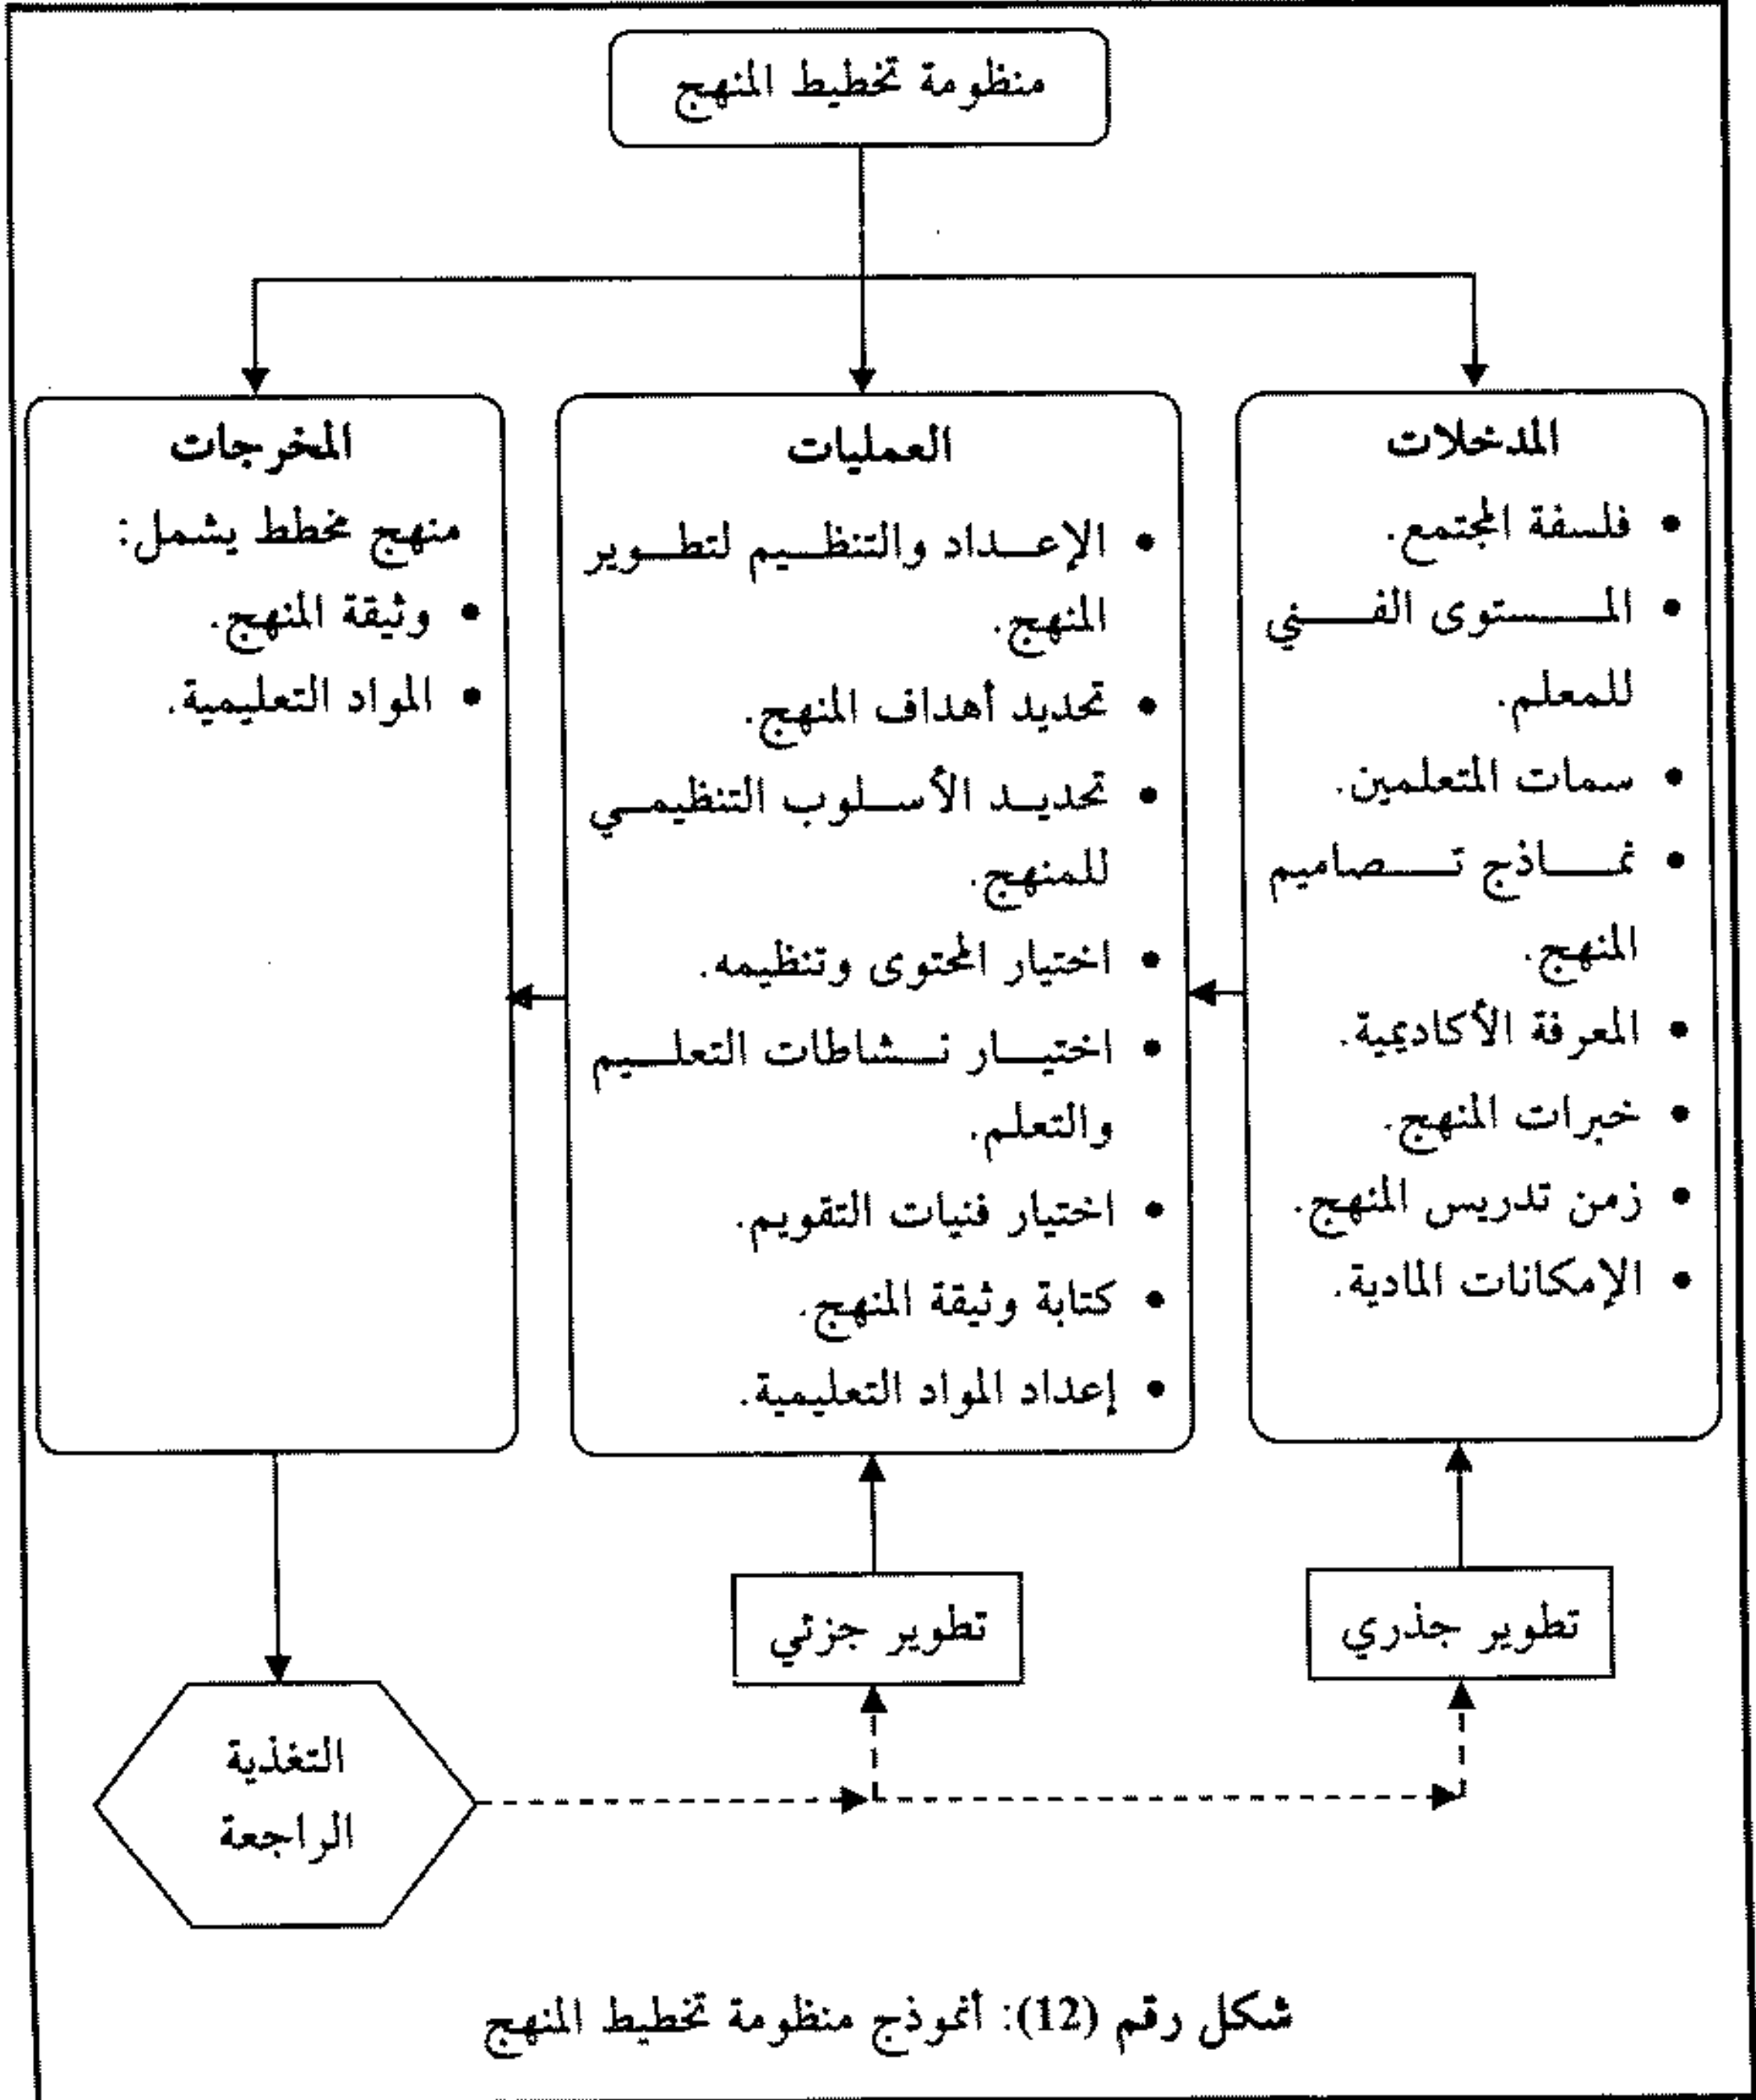 منظومة تخطيط المنهج
المدخلات
• فلسفة المجتمع.
• المستوى الفني
للمعلم.
• سمات المتعلمين.
• نماذج تصاميم
المنهج.
• المعرفة الأكاديمية.
• خبرات المنهج.
• زمن تدريس المنهج.
• الإمكانات المادية.
العمليات
• الإعداد والتنظيم لتطوير
المنهج.
• تحديد أهداف المنهج.
• تحديد الأسلوب التنظيمي
للمنهج.
• اختيار المحتوى وتنظيمه.
• اختيار نشاطات التعليم
والتعلم.
• اختيار فنيات التقويم.
• كتابة وثيقة المنهج.
• إعداد المواد التعليمية.
المخرجات
منهج مخطط يشمل:
• وثيقة المنهج.
• المواد التعليمية.
تطوير جذري
تطوير جزئي
التغذية
الراجعة
شكل رقم (12): أنموذج منظومة تخطيط المنهج